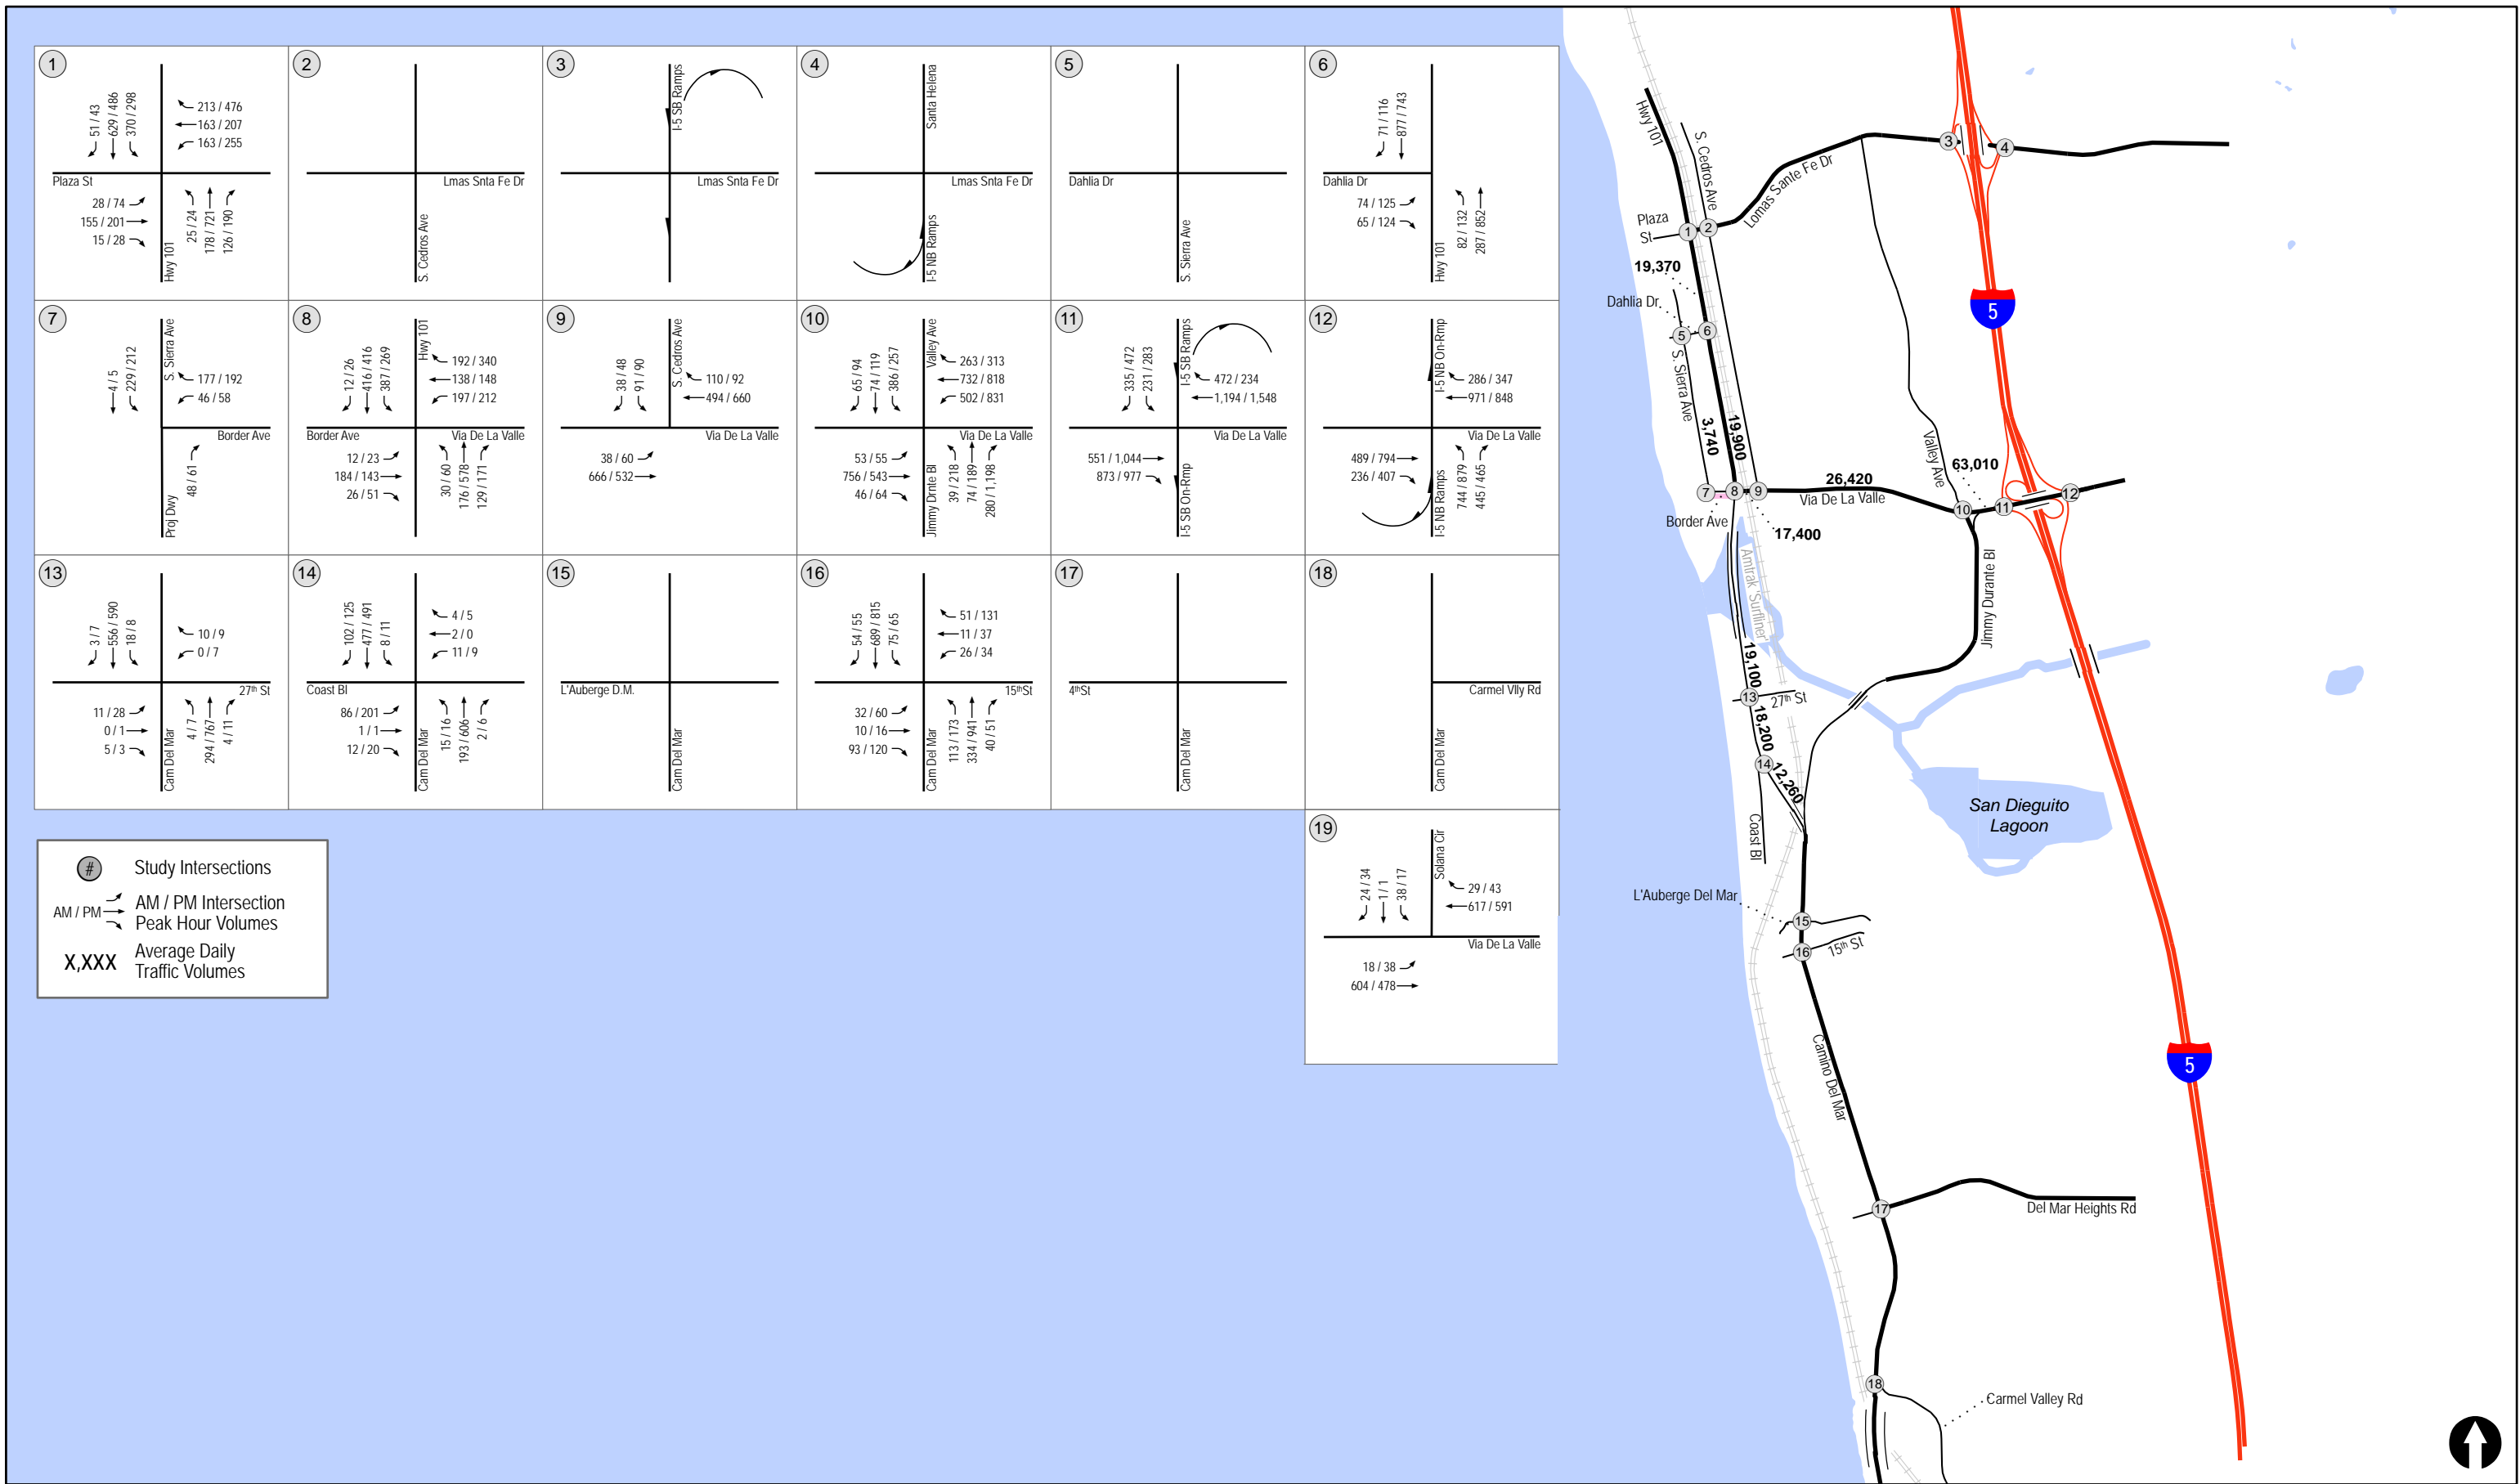 1
51 / 43
629 / 486
370 / 298
213 / 476
163 / 207
163 / 255
Plaza St
28 / 74
155 / 201
15 / 28
25 / 24
178 / 721
126 / 190
Hwy 101
2
Lmas Snta Fe Dr
S. Cedros Ave
3
I-5 SB Ramps
Lmas Snta Fe Dr
4
Santa Helena
Lmas Snta Fe Dr
I-5 NB Ramps
5
Dahlia Dr
S. Sierra Ave
6
71 / 116
877 / 743
Dahlia Dr
74 / 125
65 / 124
82 / 132
287 / 852
Hwy 101
7
4 / 5
229 / 212
S. Sierra Ave
177 / 192
46 / 58
Border Ave
48 / 61
Proj Dwy
8
12 / 26
416 / 416
387 / 269
Hwy 101
192 / 340
138 / 148
197 / 212
Border Ave
Via De La Valle
12 / 23
184 / 143
26 / 51
30 / 60
176 / 578
129 / 171
9
38 / 48
91 / 90
S. Cedros Ave
110 / 92
494 / 660
Via De La Valle
38 / 60
666 / 532
10
65 / 94
74 / 119
386 / 257
Valley Ave
263 / 313
732 / 818
502 / 831
Via De La Valle
53 / 55
756 / 543
46 / 64
Jimmy Drnte Bl
39 / 218
74 / 189
280 / 1,198
11
335 / 472
231 / 283
I-5 SB Ramps
472 / 234
1,194 / 1,548
Via De La Valle
551 / 1,044
873 / 977
I-5 SB On-Rmp
12
I-5 NB On-Rmp
286 / 347
971 / 848
Via De La Valle
489 / 794
236 / 407
I-5 NB Ramps
744 / 879
445 / 465
13
3 / 7
556 / 590
18 / 8
10 / 9
0 / 7
27th St
11 / 28
0 / 1
5 / 3
Cam Del Mar
4 / 7
294 / 767
4 / 11
14
102 / 125
477 / 491
8 / 11
4 / 5
2 / 0
11 / 9
Coast Bl
86 / 201
1 / 1
12 / 20
Cam Del Mar
15 / 16
193 / 606
2 / 6
15
L'Auberge D.M.
Cam Del Mar
16
54 / 55
689 / 815
75 / 65
51 / 131
11 / 37
26 / 34
15thSt
32 / 60
10 / 16
93 / 120
Cam Del Mar
113 / 173
334 / 941
40 / 51
17
4thSt
Cam Del Mar
18
Carmel Vlly Rd
Cam Del Mar
19
24 / 34
1 / 1
38 / 17
Solana Cir
29 / 43
617 / 591
Via De La Valle
18 / 38
604 / 478
#
Study Intersections
AM / PM
AM / PM Intersection
Peak Hour Volumes
X,XXX
Average Daily
Traffic Volumes
Hwy 101
S. Cedros Ave
Lomas Sante Fe Dr
3
4
Plaza
St
1
2
19,370
Dahlia Dr
5
6
5
S. Sierra Ave
3,740
19,900
Valley Ave
63,010
26,420
Via De La Valle
7
8
9
10
11
12
Border Ave
17,400
Amtrak 'Surfliner'
Jimmy Durante Bl
19,100
13
27th St
18,200
14
12,260
Coast Bl
San Dieguito
Lagoon
L'Auberge Del Mar
15
16
15th St
Camino Del Mar
5
17
Del Mar Heights Rd
18
Carmel Valley Rd